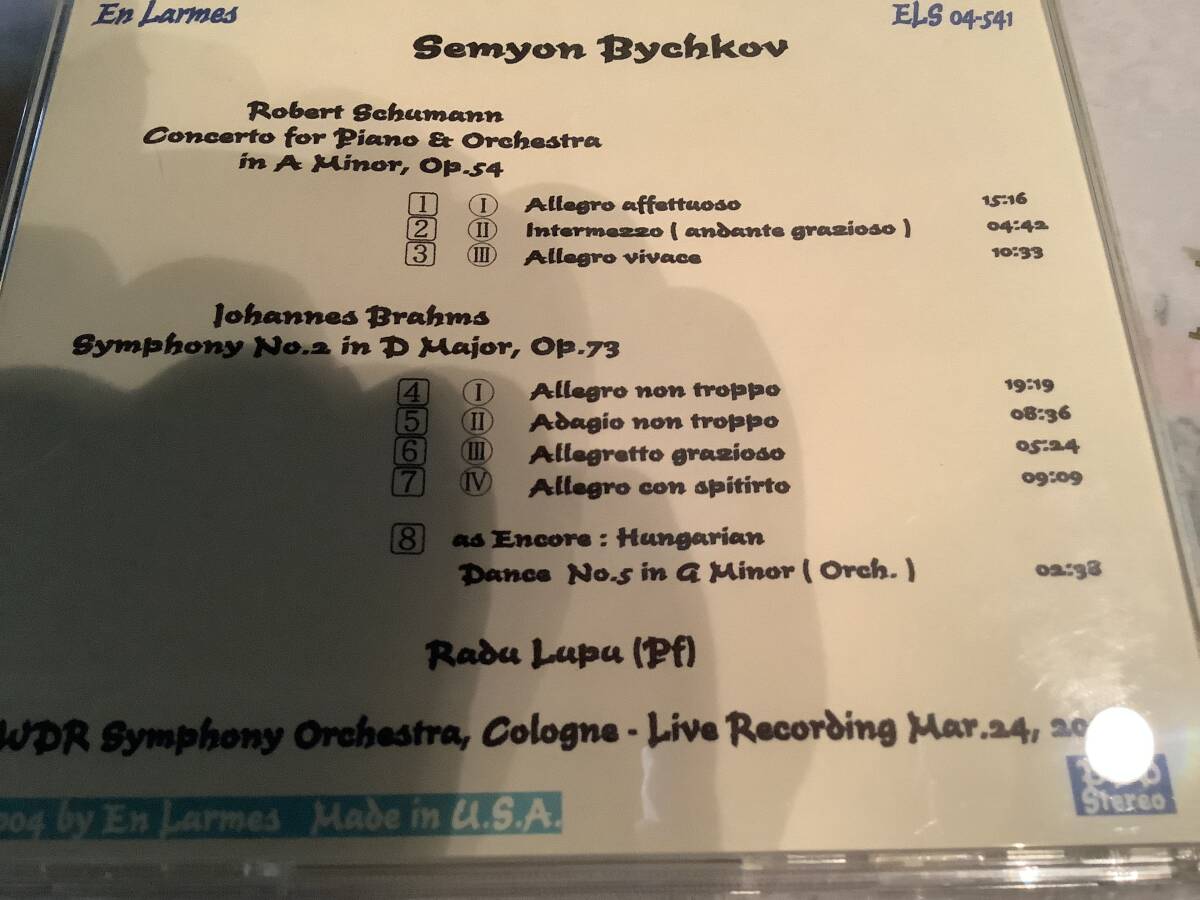 En Larmes ELS 04-541
Semyon Bychkov
Robert Schumann
Concerto for Piano & Orchestra
in A Minor, Op.54
1 I Allegro affettuoso 15:16
2 II Intermezzo ( andante grazioso ) 04:42
3 III Allegro vivace 10:33
Johannes Brahms
Symphony No.2 in D Major, Op.73
4 I Allegro non troppo 19:19
5 II Adagio non troppo 08:36
6 III Allegretto grazioso 05:24
7 IV Allegro con spitirto 09:09
8 as Encore : Hungarian
Dance No.5 in G Minor ( Orch. ) 02:38
Radu Lupu (Pf)
WDR Symphony Orchestra, Cologne - Live Recording Mar.24,
Stereo
004 by En Larmes Made in U.S.A.